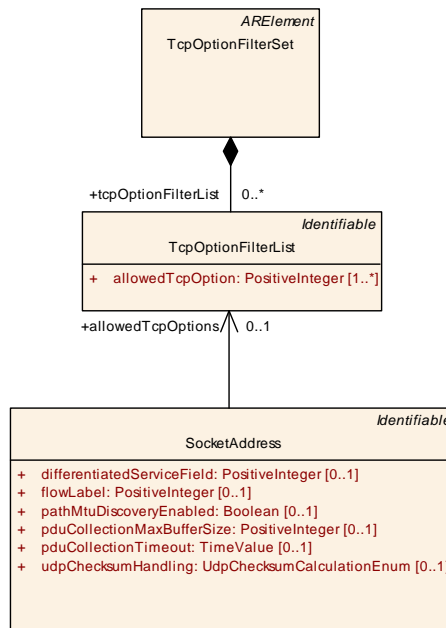 ARElement
TcpOptionFilterSet
+tcpOptionFilterList 0..*
Identifiable
TcpOptionFilterList
+ allowedTcpOption: PositiveInteger [1..*]
+allowedTcpOptions 0..1
Identifiable
SocketAddress
+ differentiatedServiceField: PositiveInteger [0..1]
+ flowLabel: PositiveInteger [0..1]
+ pathMtuDiscoveryEnabled: Boolean [0..1]
+ pduCollectionMaxBufferSize: PositiveInteger [0..1]
+ pduCollectionTimeout: TimeValue [0..1]
+ udpChecksumHandling: UdpChecksumCalculationEnum [0..1]